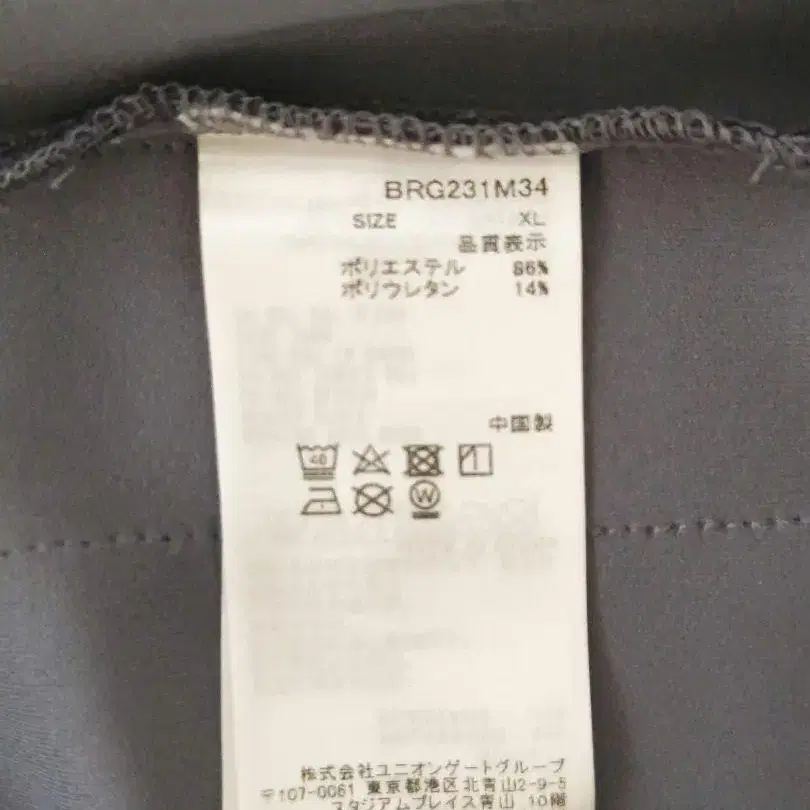 BRG231M34
SIZE XL
品質表示
ポリエステル 86%
ポリウレタン 14%
中国製
40
W
株式会社ユニオンゲートグループ
〒107-0061 東京都港区北青山2-9-5
スタジアムプレイス青山 10階